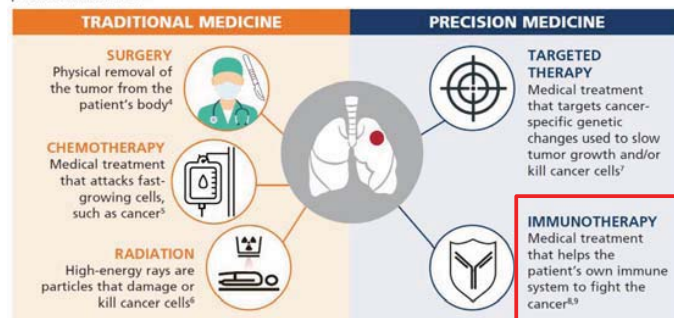 TRADITIONAL MEDICINE
SURGERY
Physical removal of
the tumor from the
patient's body⁴
CHEMOTHERAPY
Medical treatment
that attacks fast-
growing cells,
such as cancer⁵
RADIATION
High-energy rays are
particles that damage or
kill cancer cells⁶
PRECISION MEDICINE
TARGETED
THERAPY
Medical treatment
that targets cancer-
specific genetic
changes used to slow
tumor growth and/or
kill cancer cells⁷
IMMUNOTHERAPY
Medical treatment
that helps the
patient's own immune
system to fight the
cancer⁸,⁹